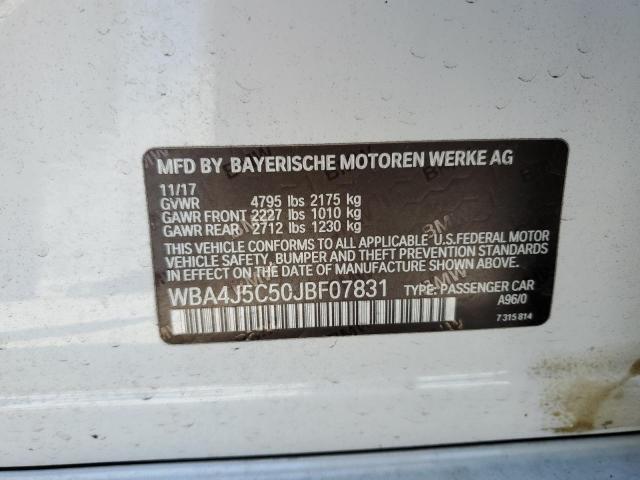 MFD BY BAYERISCHE MOTOREN WERKE AG
11/17
GVWR 4795 lbs 2175 kg
GAWR FRONT 2227 lbs 1010 kg
GAWR REAR 2712 lbs 1230 kg
THIS VEHICLE CONFORMS TO ALL APPLICABLE U.S.FEDERAL MOTOR
VEHICLE SAFETY, BUMPER AND THEFT PREVENTION STANDARDS
IN EFFECT ON THE DATE OF MANUFACTURE SHOWN ABOVE.
WBA4J5C50JBF07831 TYPE: PASSENGER CAR
A96/0
7 315 814